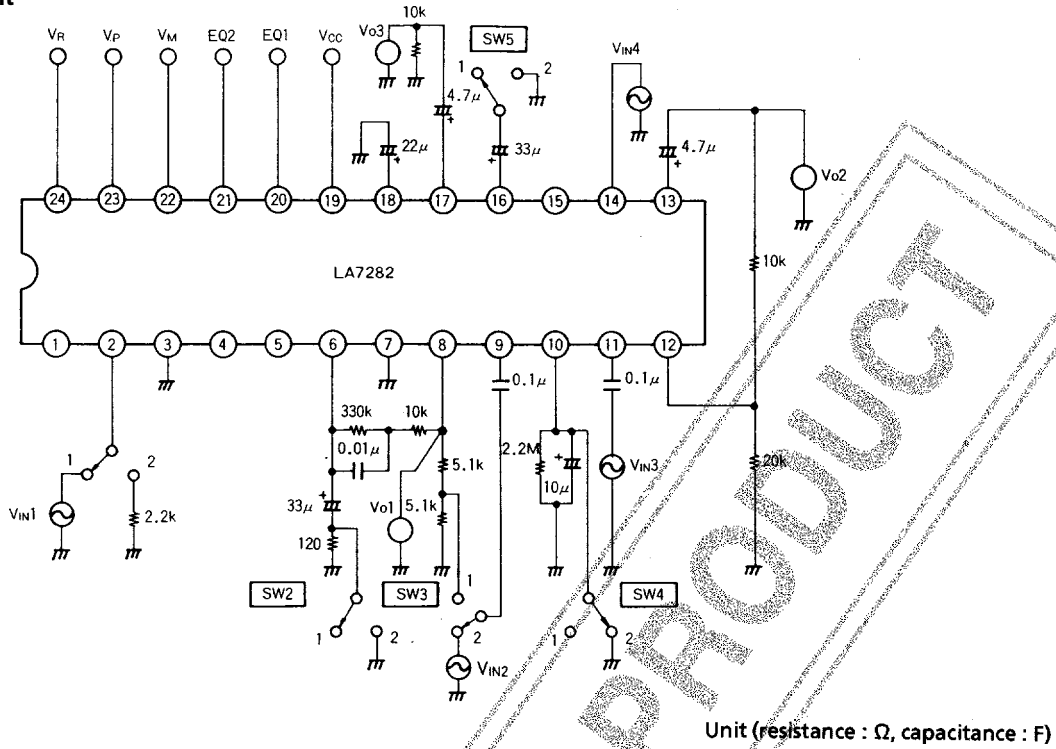 10k
VR VP VM EQ2 EQ1 VCC Vo3 SW5 VIN4
1 2
4.7μ
22μ 33μ 4.7μ
+ + + +
Vo2
24 23 22 21 20 19 18 17 16 15 14 13
10k
LA7282
1 2 3 4 5 6 7 8 9 10 11 12
0.1μ 0.1μ
330k 10k
0.01μ
2.2M +
5.1k
1 2
10μ
VIN3
20k
+
33μ Vo1 5.1k
VIN1 2.2k
120
SW2 SW3 1 SW4
1 2 2 1 2
VIN2
PRODUCT
Unit (resistance : Ω, capacitance : F)